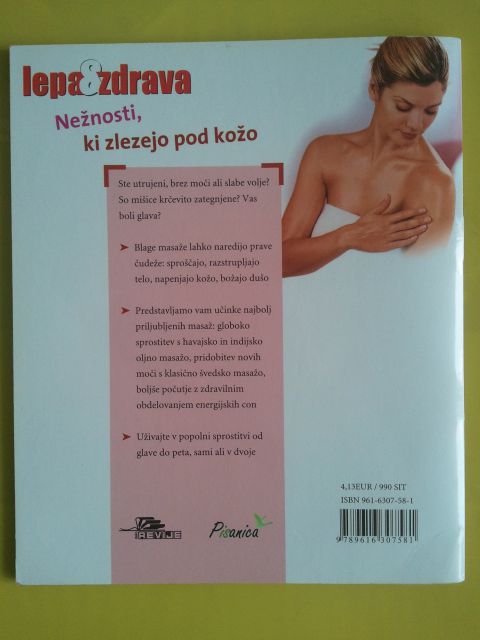 lepa&zdrava
Nežnosti,
ki zlezejo pod kožo
Ste utrujeni, brez moči ali slabe volje?
So mišice krčevito zategnjene? Vas
boli glava?
Blage masaže lahko naredijo prave
čudeže: sproščajo, razstrupljajo
telo, napenjajo kožo, božajo dušo
Predstavljamo vam učinke najbolj
priljubljenih masaž: globoko
sprostitev s havajsko in indijsko
oljno masažo, pridobitev novih
moči s klasično švedsko masažo,
boljše počutje z zdravilnim
obdelovanjem energijskih con
Uživajte v popolni sprostitvi od
glave do peta, sami ali v dvoje
REVIJE
Pisanica
4,13EUR / 990 SIT
ISBN 961-6307-58-1
9 789616 307581